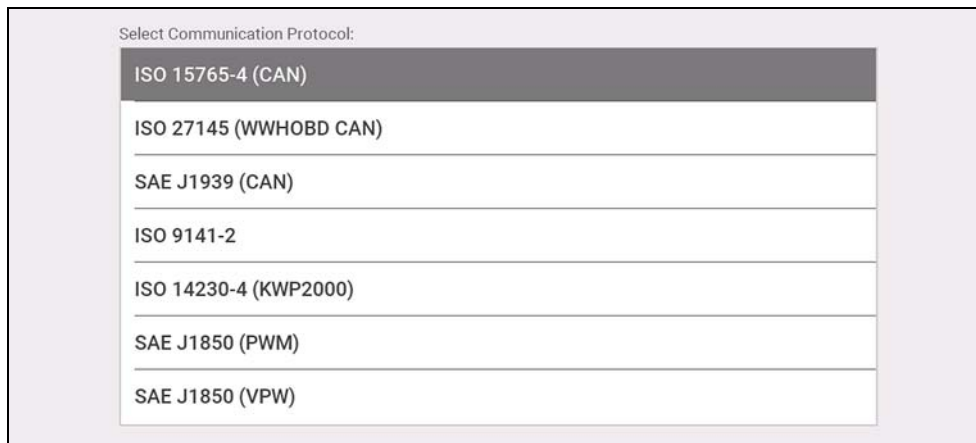 Select Communication Protocol:
ISO 15765-4 (CAN)
ISO 27145 (WWHOBD CAN)
SAE J1939 (CAN)
ISO 9141-2
ISO 14230-4 (KWP2000)
SAE J1850 (PWM)
SAE J1850 (VPW)